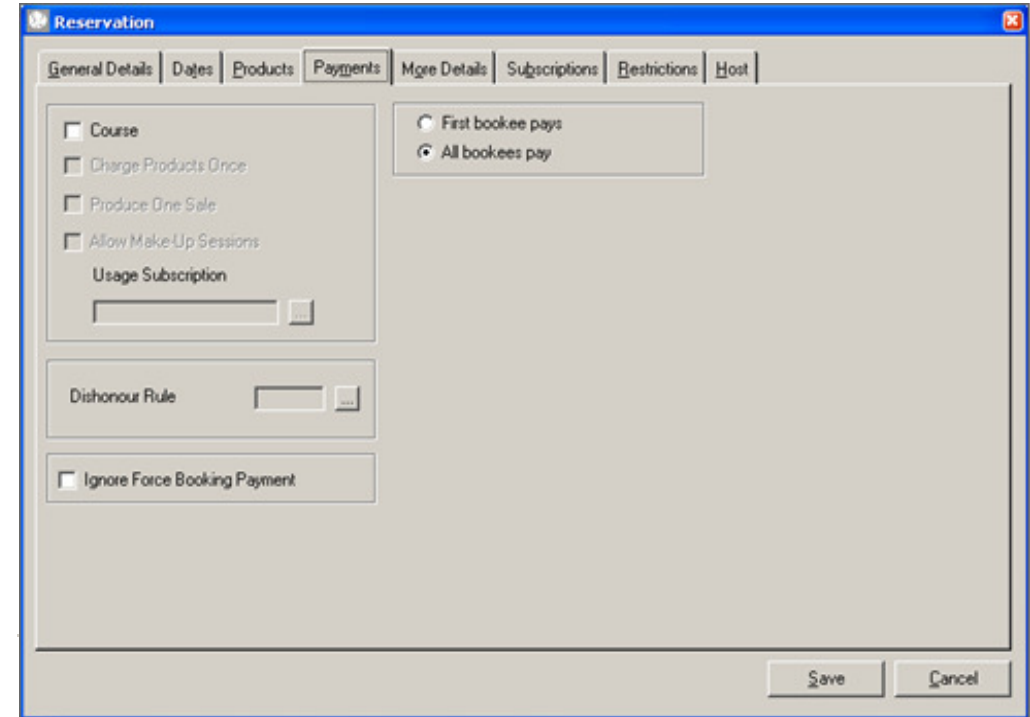 Reservation
General Details Dates Products Payments More Details Subscriptions Restrictions Host
Course
Charge Products Once
Produce One Sale
Allow Make-Up Sessions
Usage Subscription
...
First bookee pays
All bookees pay
Dishonour Rule ...
Ignore Force Booking Payment
Save Cancel